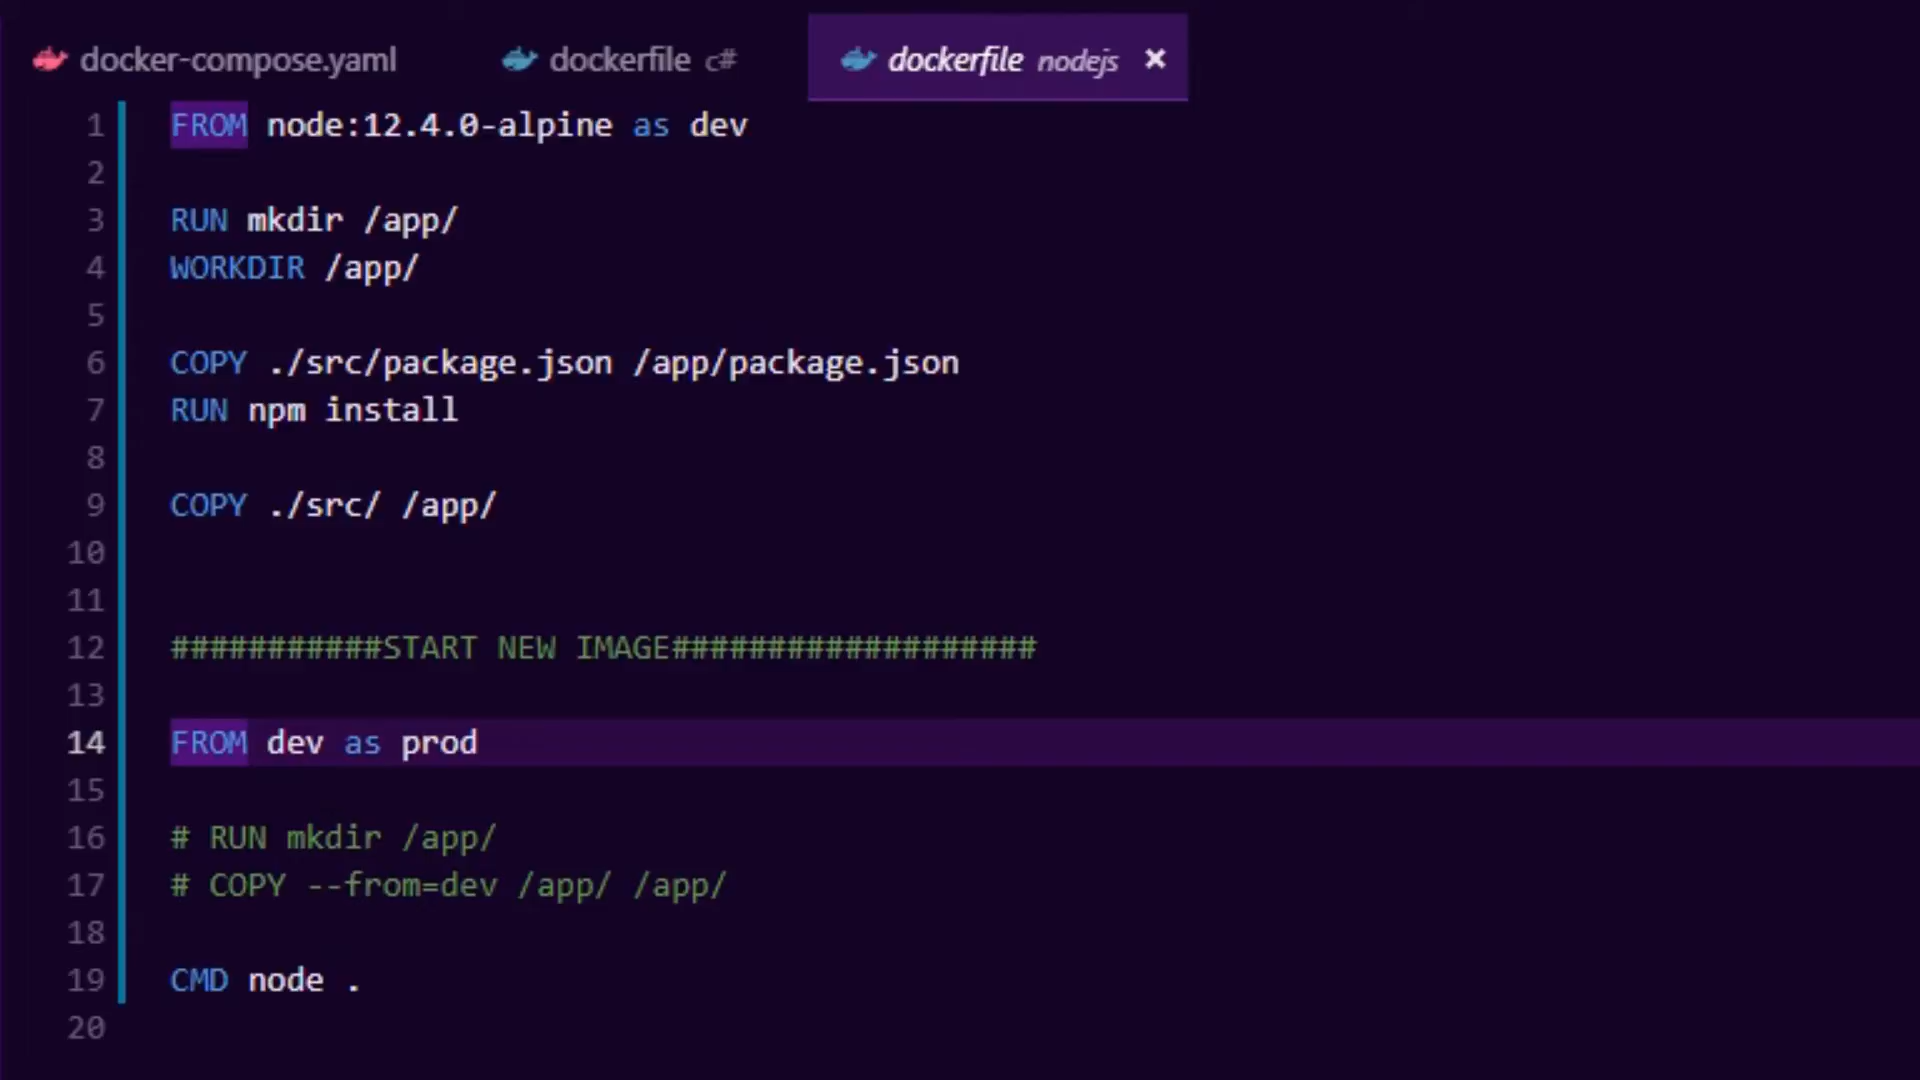 docker-compose.yaml dockerfile c# dockerfile nodejs ×
1 FROM node:12.4.0-alpine as dev
2
3 RUN mkdir /app/
4 WORKDIR /app/
5
6 COPY ./src/package.json /app/package.json
7 RUN npm install
8
9 COPY ./src/ /app/
10
11
12 ###########START NEW IMAGE###################
13
14 FROM dev as prod
15
16 # RUN mkdir /app/
17 # COPY --from=dev /app/ /app/
18
19 CMD node .
20